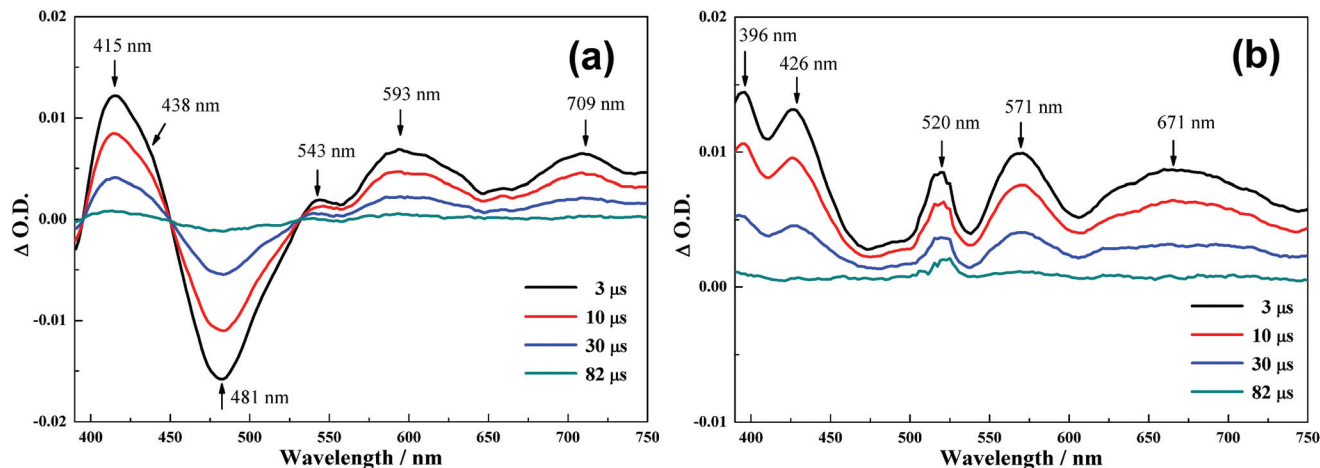 (a)
415 nm
438 nm
481 nm
543 nm
593 nm
709 nm
3 μs
10 μs
30 μs
82 μs
0.02
0.01
0.00
-0.01
-0.02
Δ O.D.
400 450 500 550 600 650 700 750
Wavelength / nm
(b)
396 nm
426 nm
520 nm
571 nm
671 nm
3 μs
10 μs
30 μs
82 μs
0.02
0.01
0.00
-0.01
Δ O.D.
400 450 500 550 600 650 700 750
Wavelength / nm